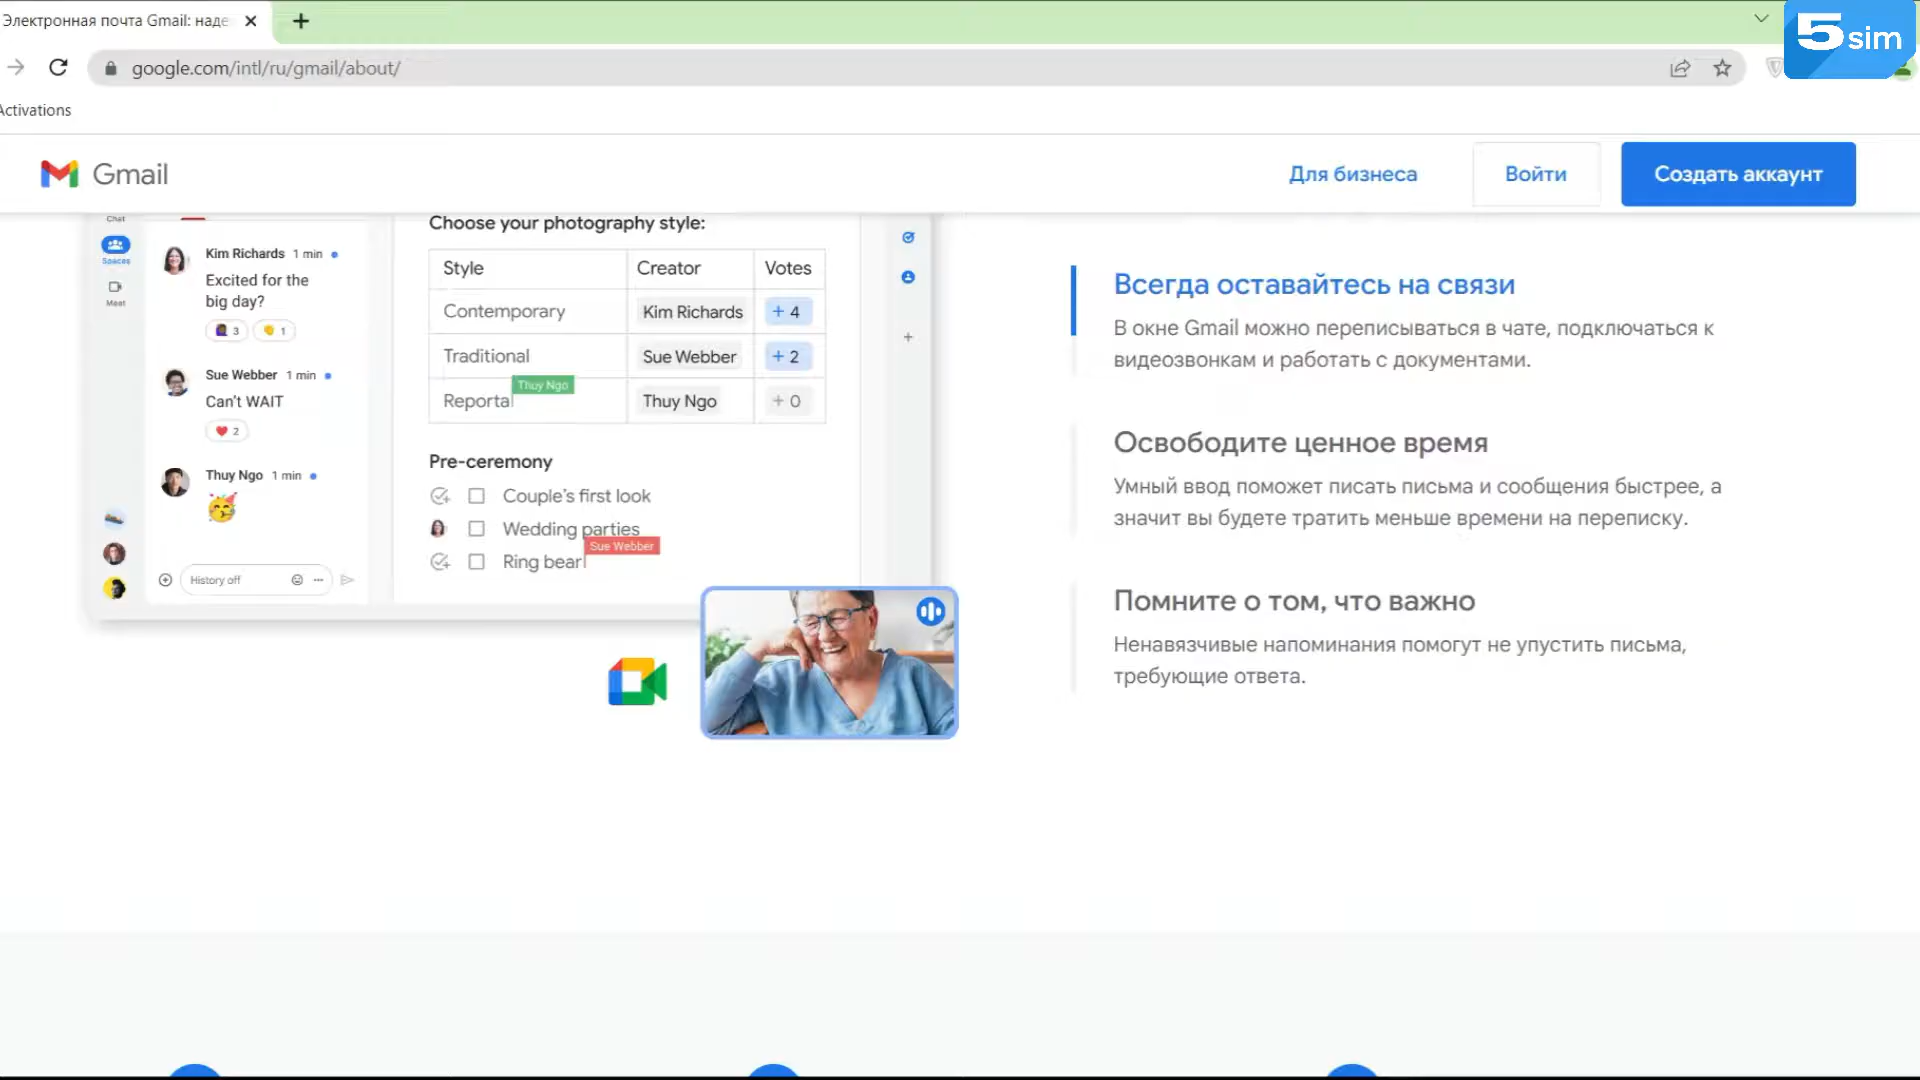 Электронная почта Gmail: наде
5sim
google.com/intl/ru/gmail/about/
Activations
Gmail
Для бизнеса
Войти
Создать аккаунт
Chat
Spaces
Meet
Kim Richards 1 min
Excited for the
big day?
3
1
Sue Webber 1 min
Can't WAIT
2
Thuy Ngo 1 min
History off
Choose your photography style:
Style Creator Votes
Contemporary Kim Richards + 4
Traditional Sue Webber + 2
Thuy Ngo
Reporta Thuy Ngo + 0
Pre-ceremony
Couple's first look
Wedding parties
Sue Webber
Ring bear
Всегда оставайтесь на связи
В окне Gmail можно переписываться в чате, подключаться к
видеозвонкам и работать с документами.
Освободите ценное время
Умный ввод поможет писать письма и сообщения быстрее, а
значит вы будете тратить меньше времени на переписку.
Помните о том, что важно
Ненавязчивые напоминания помогут не упустить письма,
требующие ответа.